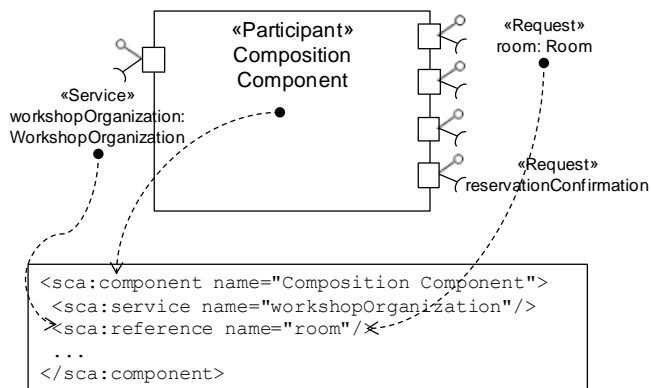 «Participant»
Composition
Component
«Request»
room: Room
«Service»
workshopOrganization:
WorkshopOrganization
«Request»
reservationConfirmation
<sca:component name="Composition Component">
<sca:service name="workshopOrganization"/>
<sca:reference name="room"/>
...
</sca:component>